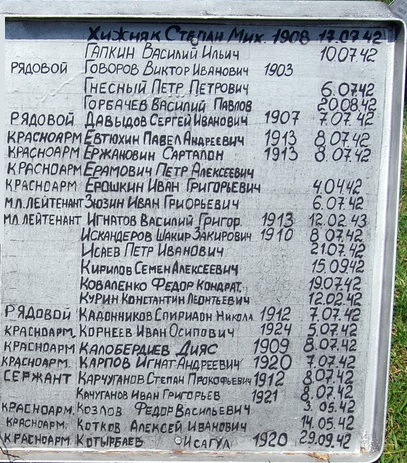 Хижняк Степан Мих. 1908 17.07.42
Гапкин Василий Ильич 10.07.42
рядовой Говоров Виктор Иванович 1903
Гнесный Петр Петрович 6.07.42
Горбачев Василий Павлов 20.08.42
рядовой Давыдов Сергей Иванович 1907 7.07.42
красноарм Евтюхин Павел Андреевич 1913 8.07.42
красноарм Ержанович Сарталон 1913 8.07.42
красноарм Ерамович Петр Алексеевич
красноарм Ерошкин Иван Григорьевич 4.04.42
мл.лейтенант Зюзин Иван Григорьевич 6.07.42
мл.лейтенант Игнатов Василий Григор. 1913 12.02.43
Искандеров Шакир Закирович 1910 8.07.42
Исаев Петр Иванович 21.07.42
Кирилов Семен Алексеевич 15.09.42
Коваленко Федор Кондрат. 19.07.42
Курин Константин Леонтьевич 12.02.42
рядовой Кадонников Спиридион Никола 1912 7.07.42
красноарм. Корнеев Иван Осипович 1924 5.07.42
красноарм Калобердиев Дияс 1909 8.07.42
красноарм. Карпов Игнат Андреевич 1920 7.07.42
сержант Карчуганов Степан Прокофьевич 1912 8.07.42
Качуганов Иван Григорьев 1921 8.07.42
красноарм. Козлов Федор Васильевич 3.05.42
красноарм. Котков Алексей Иванович 14.05.42
красноарм Котырбаев Исагул 1920 29.09.42